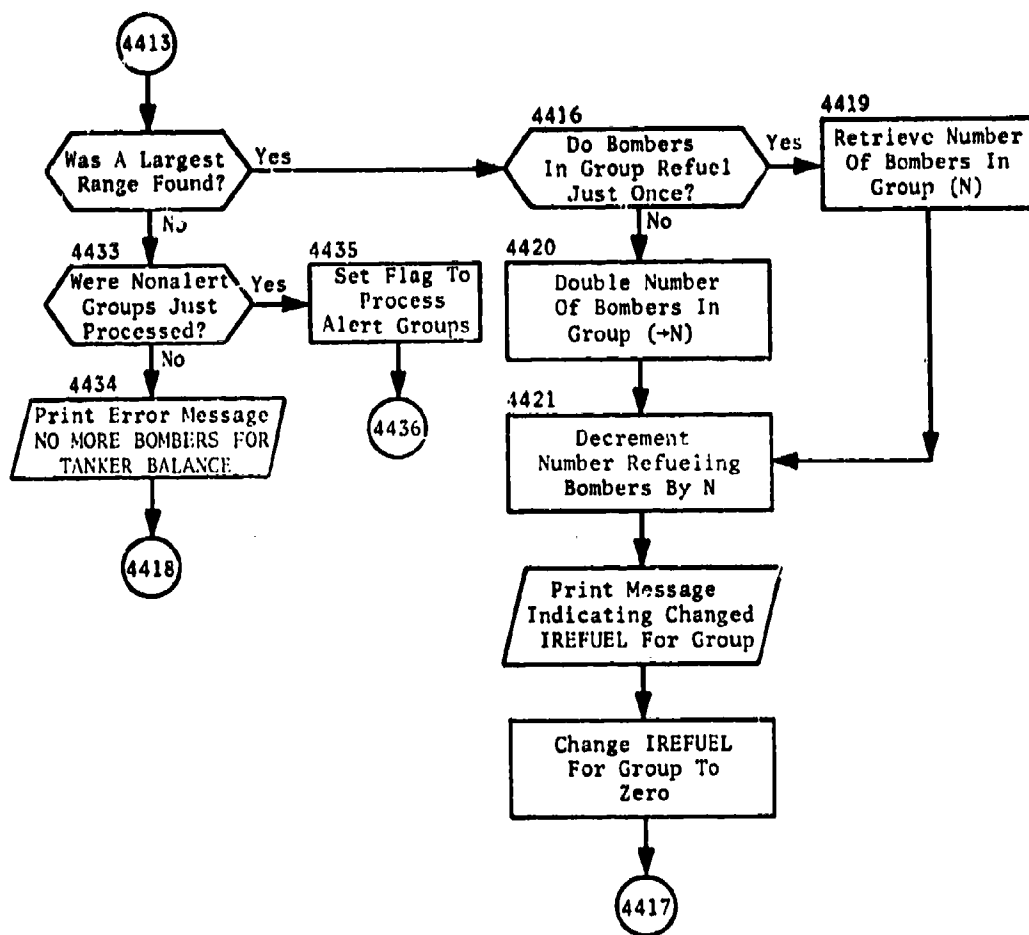 4413
Was A Largest
Range Found?
Yes
No
4416
Do Bombers
In Group Refuel
Just Once?
Yes
No
4419
Retrieve Number
Of Bombers In
Group (N)
4433
Were Nonalert
Groups Just
Processed?
Yes
No
4435
Set Flag To
Process
Alert Groups
4436
4434
Print Error Message
NO MORE BOMBERS FOR
TANKER BALANCE
4418
4420
Double Number
Of Bombers In
Group (→N)
4421
Decrement
Number Refueling
Bombers By N
Print Message
Indicating Changed
IREFUEL For Group
Change IREFUEL
For Group To
Zero
4417